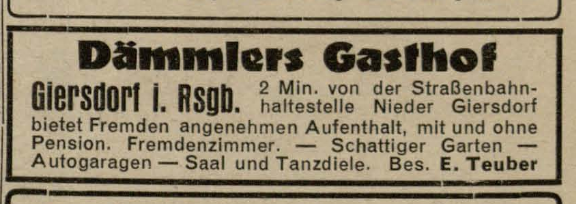 Dämmlers Gasthof
Giersdorf i. Rsgb. 2 Min. von der Straßenbahn-
haltestelle Nieder Giersdorf
bietet Fremden angenehmen Aufenthalt, mit und ohne
Pension. Fremdenzimmer. — Schattiger Garten —
Autogaragen — Saal und Tanzdiele. Bes. E. Teuber